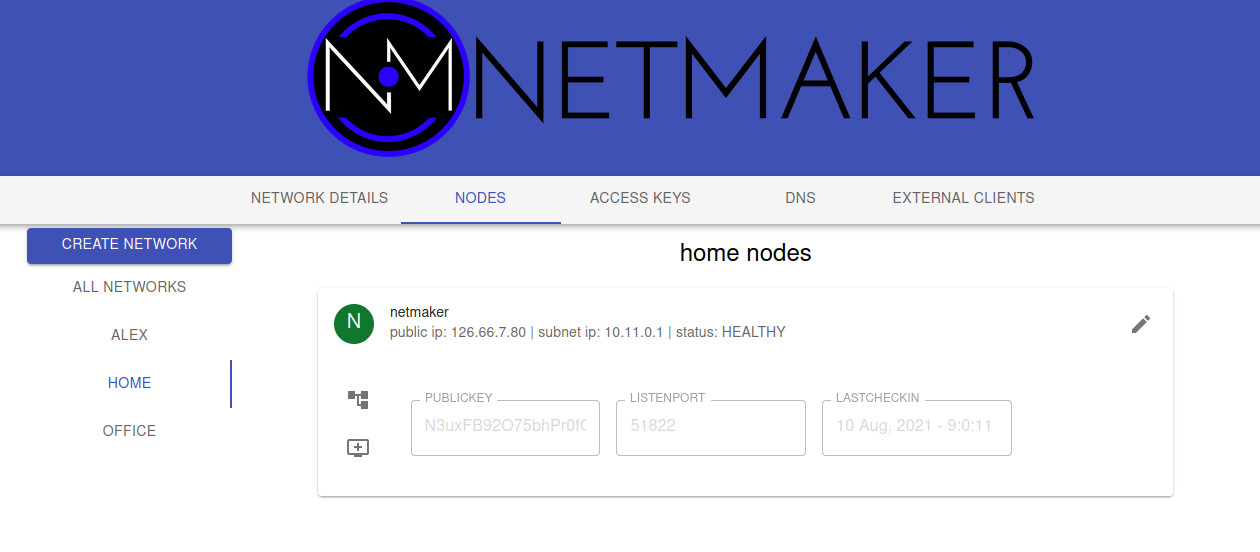 NM NETMAKER
NETWORK DETAILS NODES ACCESS KEYS DNS EXTERNAL CLIENTS
CREATE NETWORK
ALL NETWORKS
ALEX
HOME
OFFICE
home nodes
N
netmaker
public ip: 126.66.7.80 | subnet ip: 10.11.0.1 | status: HEALTHY
PUBLICKEY LISTENPORT LASTCHECKIN
51822 10 Aug, 2021 - 9:0:11